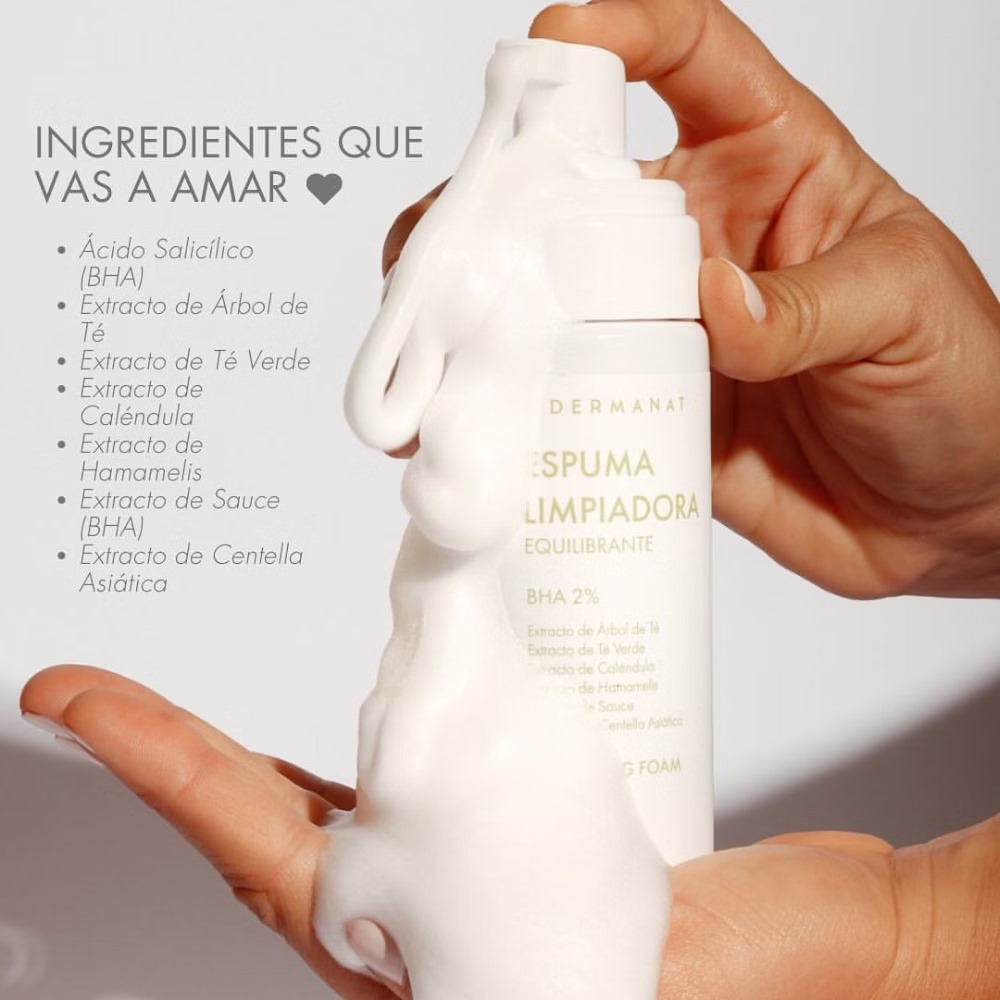 INGREDIENTES QUE
VAS A AMAR
• Ácido Salicílico
(BHA)
• Extracto de Árbol de
Té
• Extracto de Té Verde
• Extracto de
Caléndula
• Extracto de
Hamamelis
• Extracto de Sauce
(BHA)
• Extracto de Centella
Asiática
DERMANAT
ESPUMA
LIMPIADORA
EQUILIBRANTE
BHA 2%
Extracto de Árbol de Té
Extracto de Té Verde
Extracto de Caléndula
de Hamamelis
de Sauce
Centella Asiática
FOAM